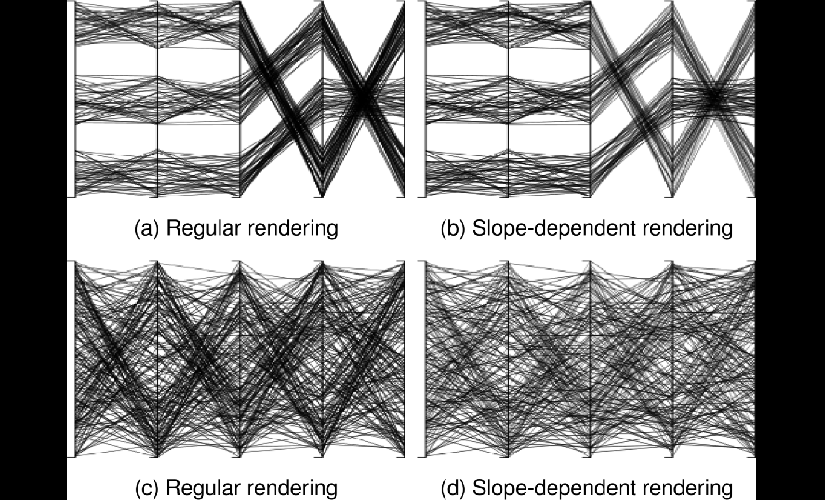 (a) Regular rendering
(b) Slope-dependent rendering
(c) Regular rendering
(d) Slope-dependent rendering